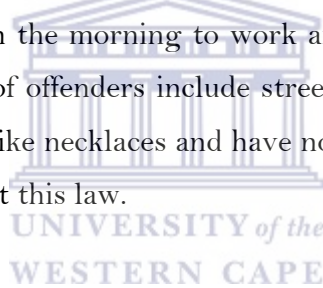 n the morning to work a
of offenders include stree
ike necklaces and have no
t this law.
UNIVERSITY of the
WESTERN CAPE